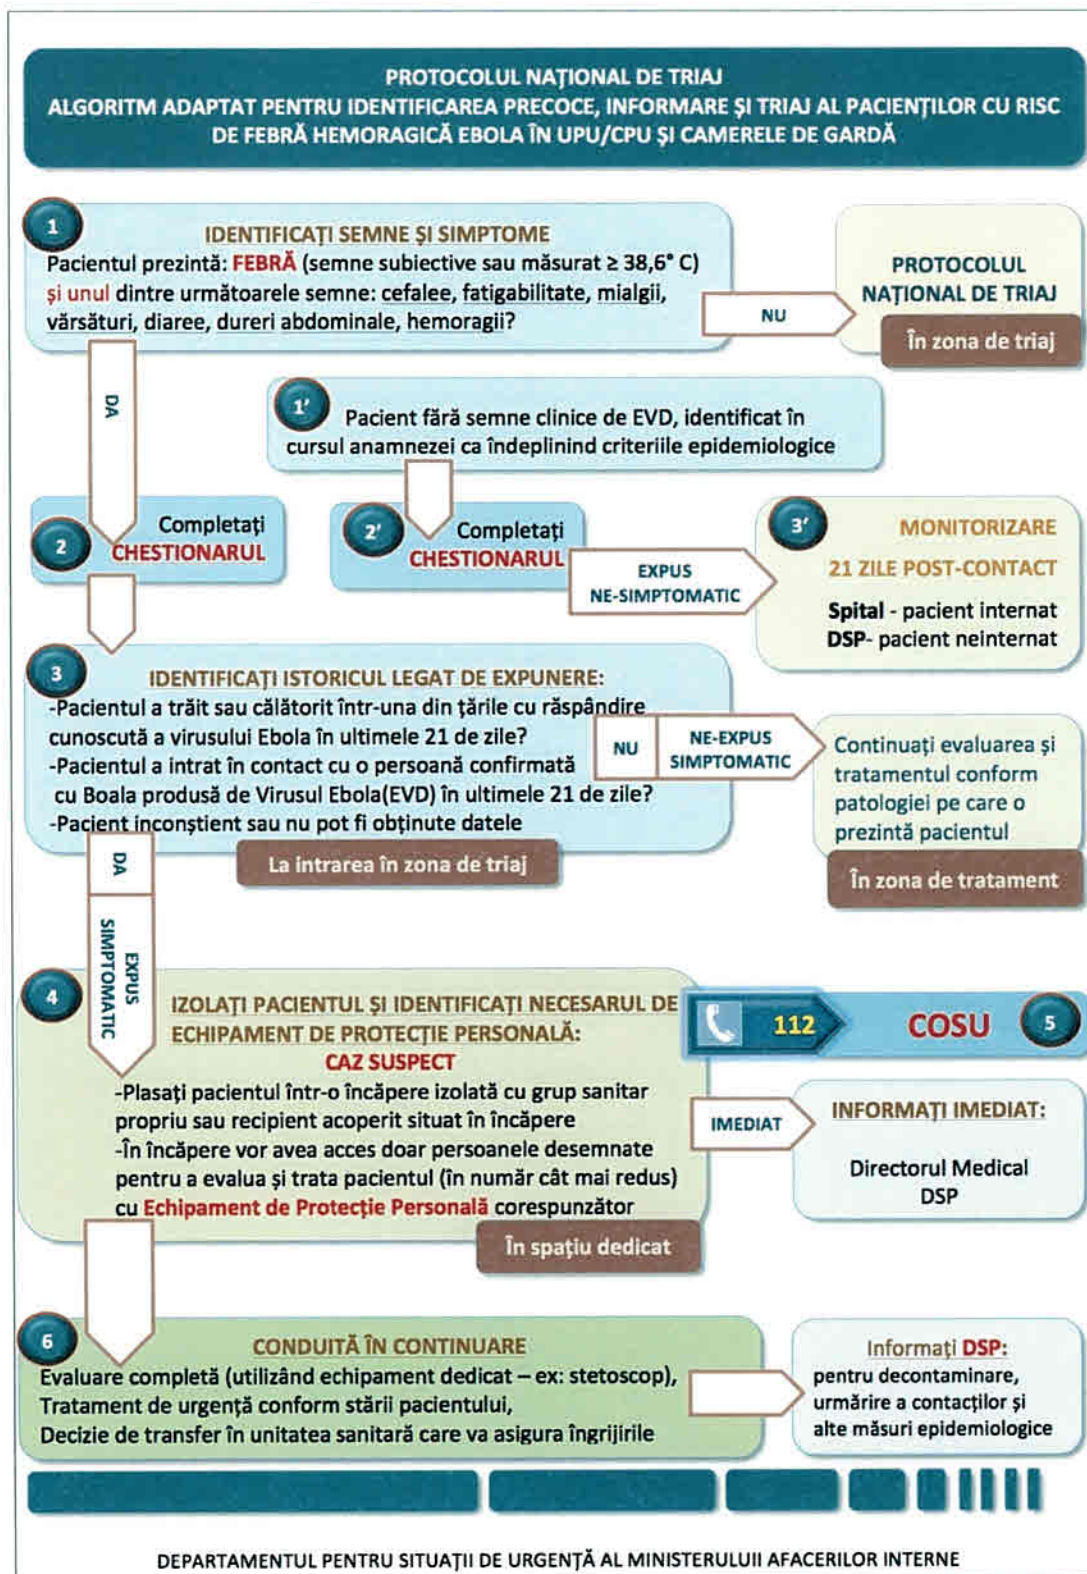 PROTOCOLUL NAȚIONAL DE TRIAJ
ALGORITM ADAPTAT PENTRU IDENTIFICAREA PRECOCE, INFORMARE ȘI TRIAJ AL PACIENȚILOR CU RISC
DE FEBRĂ HEMORAGICĂ EBOLA ÎN UPU/CPU ȘI CAMERELE DE GARDĂ
1
IDENTIFICAȚI SEMNE ȘI SIMPTOME
Pacientul prezintă: FEBRĂ (semne subiective sau măsurat ≥ 38,6° C)
și unul dintre următoarele semne: cefalee, fatigabilitate, mialgii,
vărsături, diaree, dureri abdominale, hemoragii?
NU
PROTOCOLUL
NAȚIONAL DE TRIAJ
În zona de triaj
DA
1'
Pacient fără semne clinice de EVD, identificat în
cursul anamnezei ca îndeplinind criteriile epidemiologice
2
Completați
CHESTIONARUL
2'
Completați
CHESTIONARUL
EXPUS
NE-SIMPTOMATIC
3'
MONITORIZARE
21 ZILE POST-CONTACT
Spital - pacient internat
DSP- pacient neinternat
3
IDENTIFICAȚI ISTORICUL LEGAT DE EXPUNERE:
-Pacientul a trăit sau călătorit într-una din țările cu răspândire
cunoscută a virusului Ebola în ultimele 21 de zile?
-Pacientul a intrat în contact cu o persoană confirmată
cu Boala produsă de Virusul Ebola(EVD) în ultimele 21 de zile?
-Pacient inconștient sau nu pot fi obținute datele
La intrarea în zona de triaj
NU
NE-EXPUS
SIMPTOMATIC
Continuați evaluarea și
tratamentul conform
patologiei pe care o
prezintă pacientul
În zona de tratament
DA
EXPUS
SIMPTOMATIC
4
IZOLAȚI PACIENTUL ȘI IDENTIFICAȚI NECESARUL DE
ECHIPAMENT DE PROTECȚIE PERSONALĂ:
CAZ SUSPECT
-Plasați pacientul într-o încăpere izolată cu grup sanitar
propriu sau recipient acoperit situat în încăpere
-În încăpere vor avea acces doar persoanele desemnate
pentru a evalua și trata pacientul (în număr cât mai redus)
cu Echipament de Protecție Personală corespunzător
În spațiu dedicat
112
COSU
5
IMEDIAT
INFORMAȚI IMEDIAT:
Directorul Medical
DSP
6
CONDUITĂ ÎN CONTINUARE
Evaluare completă (utilizând echipament dedicat – ex: stetoscop),
Tratament de urgență conform stării pacientului,
Decizie de transfer în unitatea sanitară care va asigura îngrijirile
Informați DSP:
pentru decontaminare,
urmărire a contacților și
alte măsuri epidemiologice
DEPARTAMENTUL PENTRU SITUAȚII DE URGENȚĂ AL MINISTERULUII AFACERILOR INTERNE